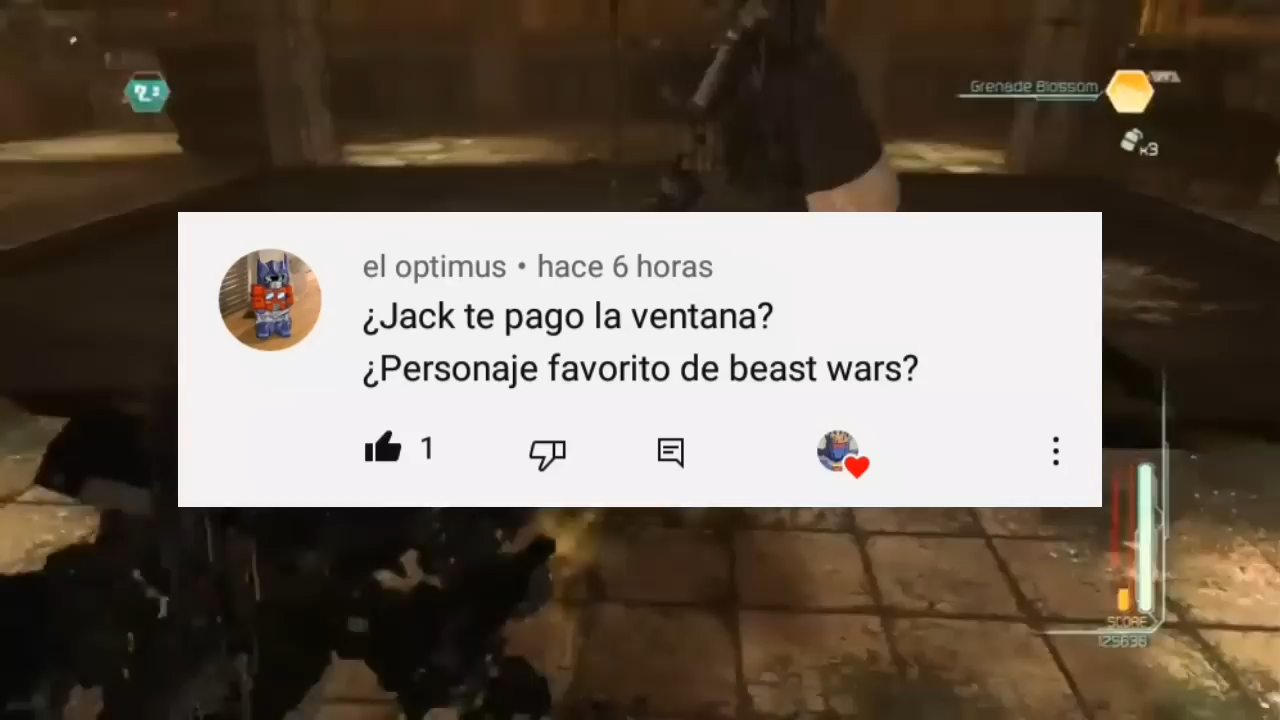 Grenade Blossom
x3
el optimus • hace 6 horas
¿Jack te pago la ventana?
¿Personaje favorito de beast wars?
1
SCORE
125636